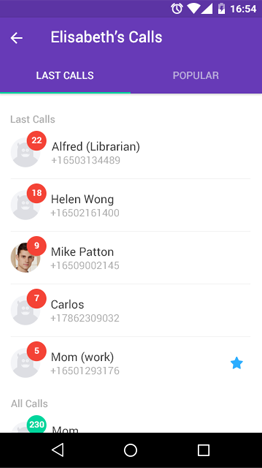 16:54
Elisabeth's Calls
LAST CALLS POPULAR
Last Calls
22
Alfred (Librarian)
+16503134489
18
Helen Wong
+16502161400
9
Mike Patton
+16509002145
7
Carlos
+17862309032
5
Mom (work)
+16501293176
All Calls
230
Mom